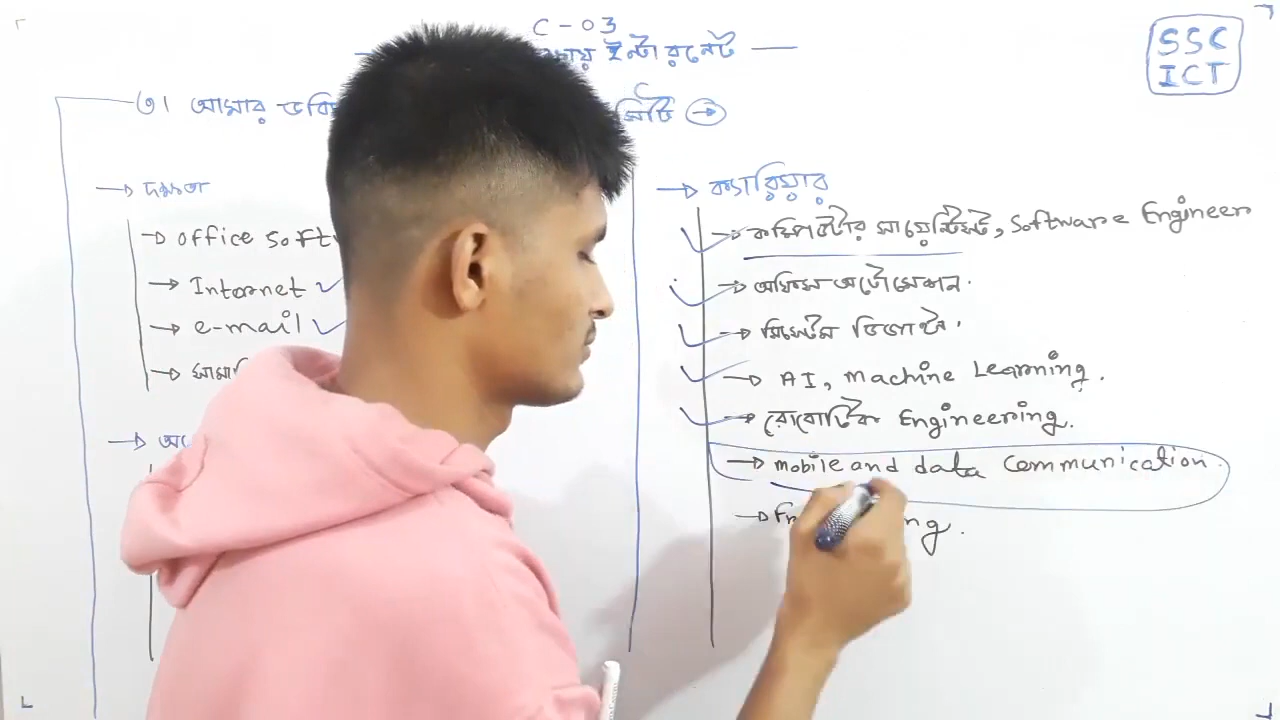 C-03
ইন্টারনেট
SSC
ICT
৩। আমার
→ দক্ষতা
→ office
→ Internet ✓
→ e-mail ✓
→ ক্যারিয়ার
→ কম্পিউটার সায়েন্টিস্ট, Software Engineer
→ অফিস অটোমেশন.
→ সিস্টেম ডিজাইন.
→ AI, Machine Learning.
→ রোবোটিক Engineering.
→ mobile and data Communication.